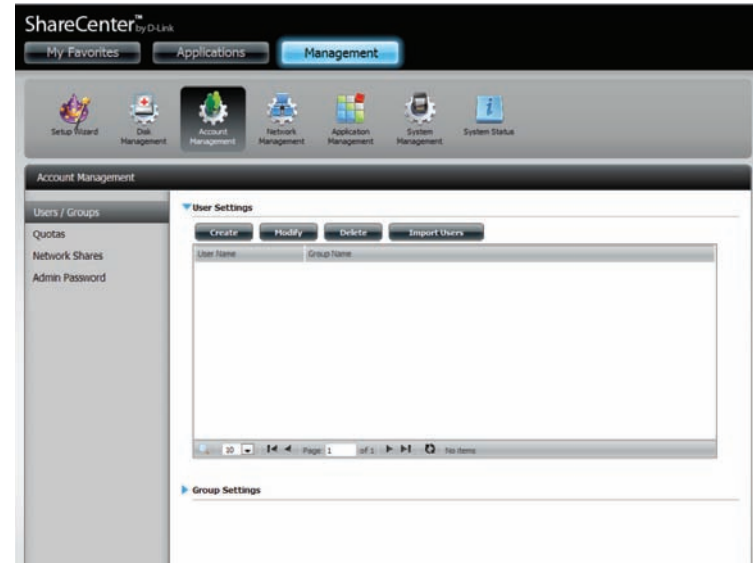 ShareCenter™ by D-Link
My Favorites Applications Management
Setup Wizard Disk Management Account Management Network Management Application Management System Management System Status
Account Management
Users / Groups
Quotas
Network Shares
Admin Password
User Settings
Create Modify Delete Import Users
User Name Group Name
10 Page 1 of 1 No items
Group Settings